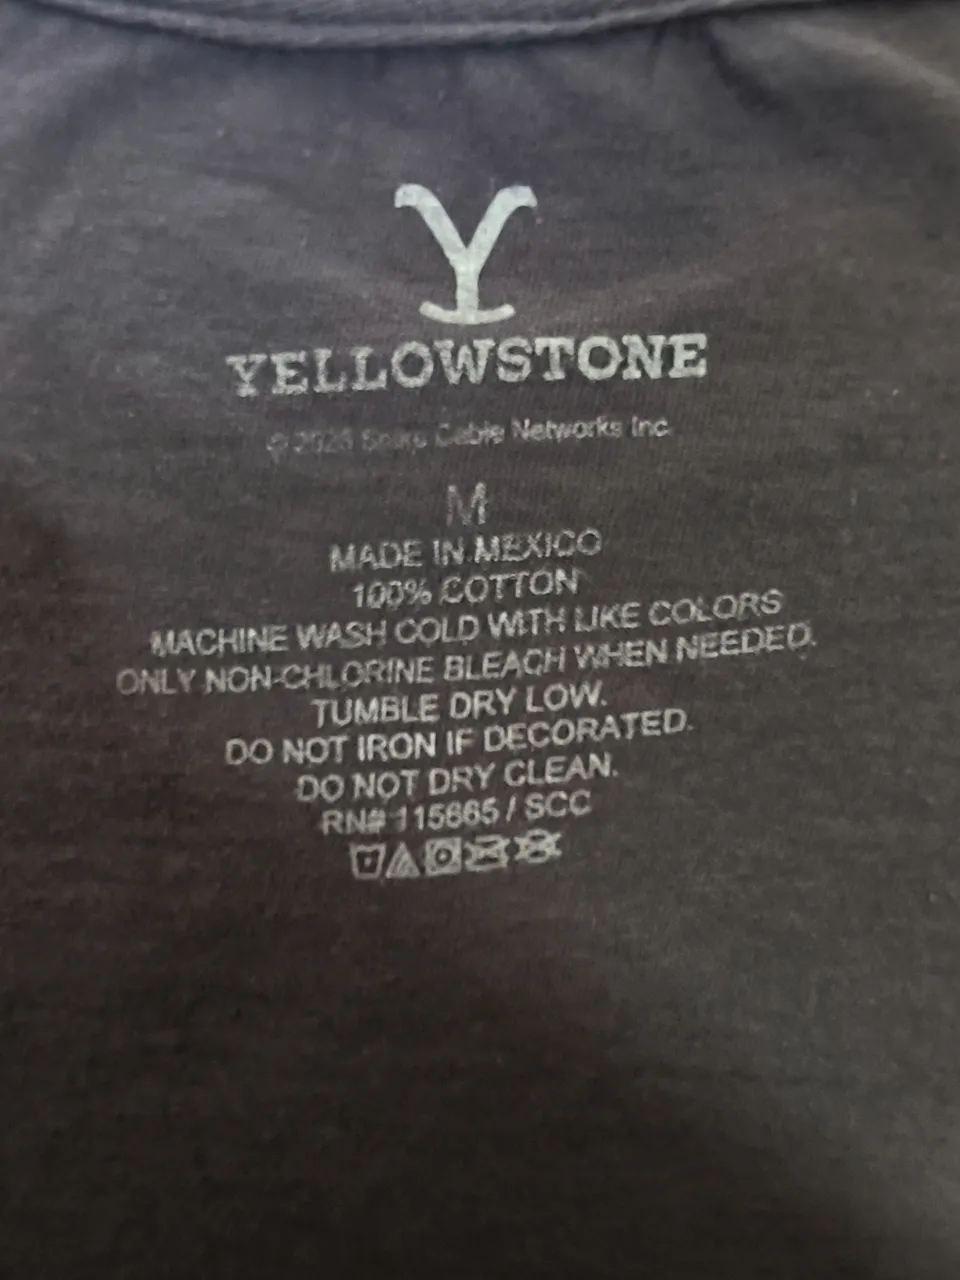 Y
YELLOWSTONE
Cable Networks Inc.
M
MADE IN MEXICO
100% COTTON
MACHINE WASH COLD WITH LIKE COLORS
ONLY NON-CHLORINE BLEACH WHEN NEEDED.
TUMBLE DRY LOW.
DO NOT IRON IF DECORATED.
DO NOT DRY CLEAN.
RN# / SCC